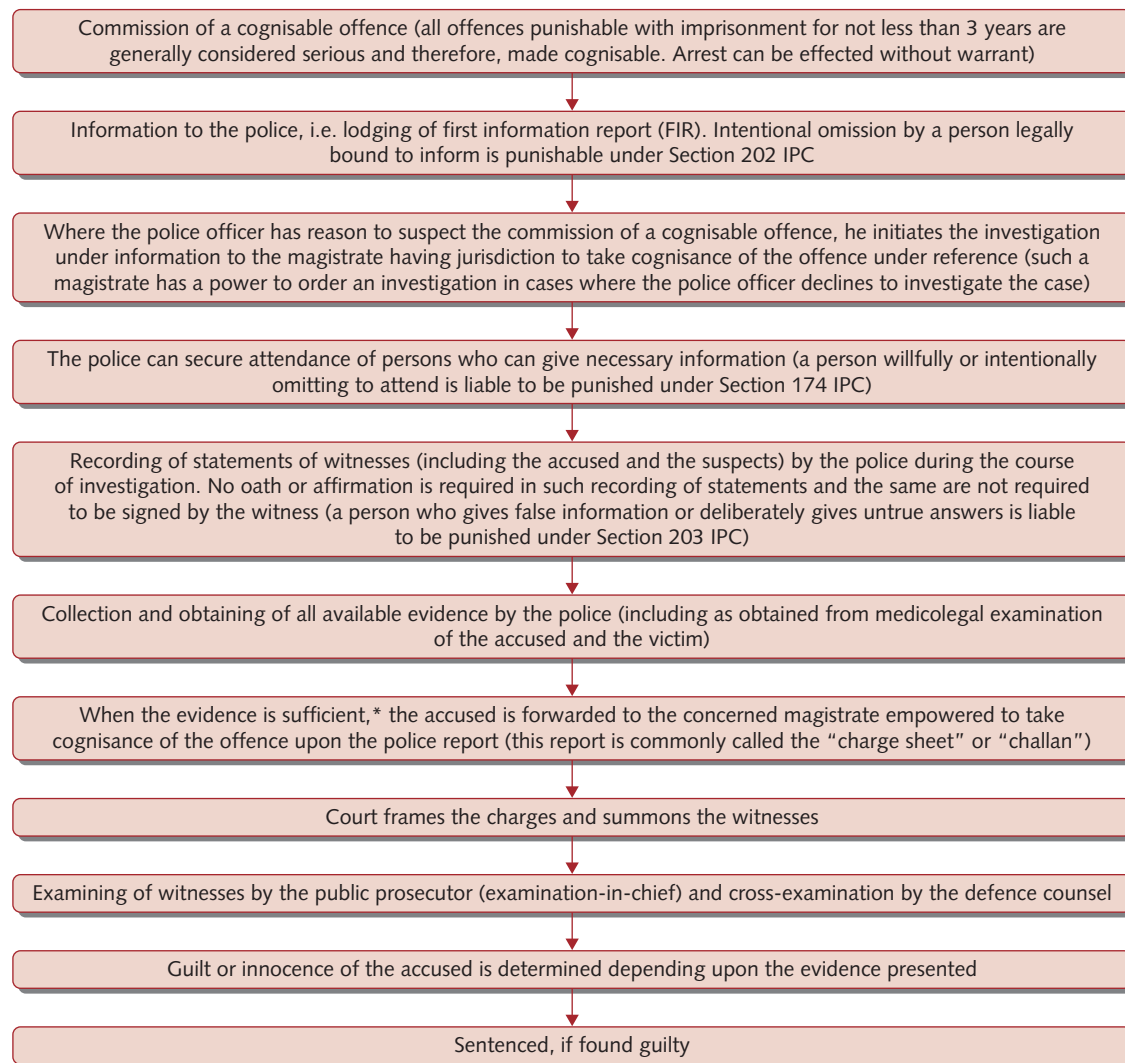 Commission of a cognisable offence (all offences punishable with imprisonment for not less than 3 years are
generally considered serious and therefore, made cognisable. Arrest can be effected without warrant)
Information to the police, i.e. lodging of first information report (FIR). Intentional omission by a person legally
bound to inform is punishable under Section 202 IPC
Where the police officer has reason to suspect the commission of a cognisable offence, he initiates the investigation
under information to the magistrate having jurisdiction to take cognisance of the offence under reference (such a
magistrate has a power to order an investigation in cases where the police officer declines to investigate the case)
The police can secure attendance of persons who can give necessary information (a person willfully or intentionally
omitting to attend is liable to be punished under Section 174 IPC)
Recording of statements of witnesses (including the accused and the suspects) by the police during the course
of investigation. No oath or affirmation is required in such recording of statements and the same are not required
to be signed by the witness (a person who gives false information or deliberately gives untrue answers is liable
to be punished under Section 203 IPC)
Collection and obtaining of all available evidence by the police (including as obtained from medicolegal examination
of the accused and the victim)
When the evidence is sufficient,* the accused is forwarded to the concerned magistrate empowered to take
cognisance of the offence upon the police report (this report is commonly called the “charge sheet” or “challan”)
Court frames the charges and summons the witnesses
Examining of witnesses by the public prosecutor (examination-in-chief) and cross-examination by the defence counsel
Guilt or innocence of the accused is determined depending upon the evidence presented
Sentenced, if found guilty